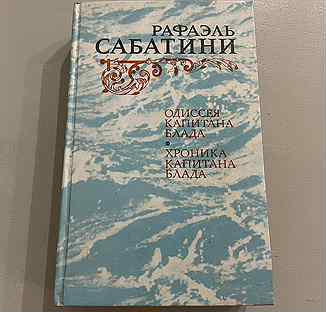 РАФАЭЛЬ
САБАТИНИ
ОДИССЕЯ
КАПИТАНА
БЛАДА
•
ХРОНИКА
КАПИТАНА
БЛАДА